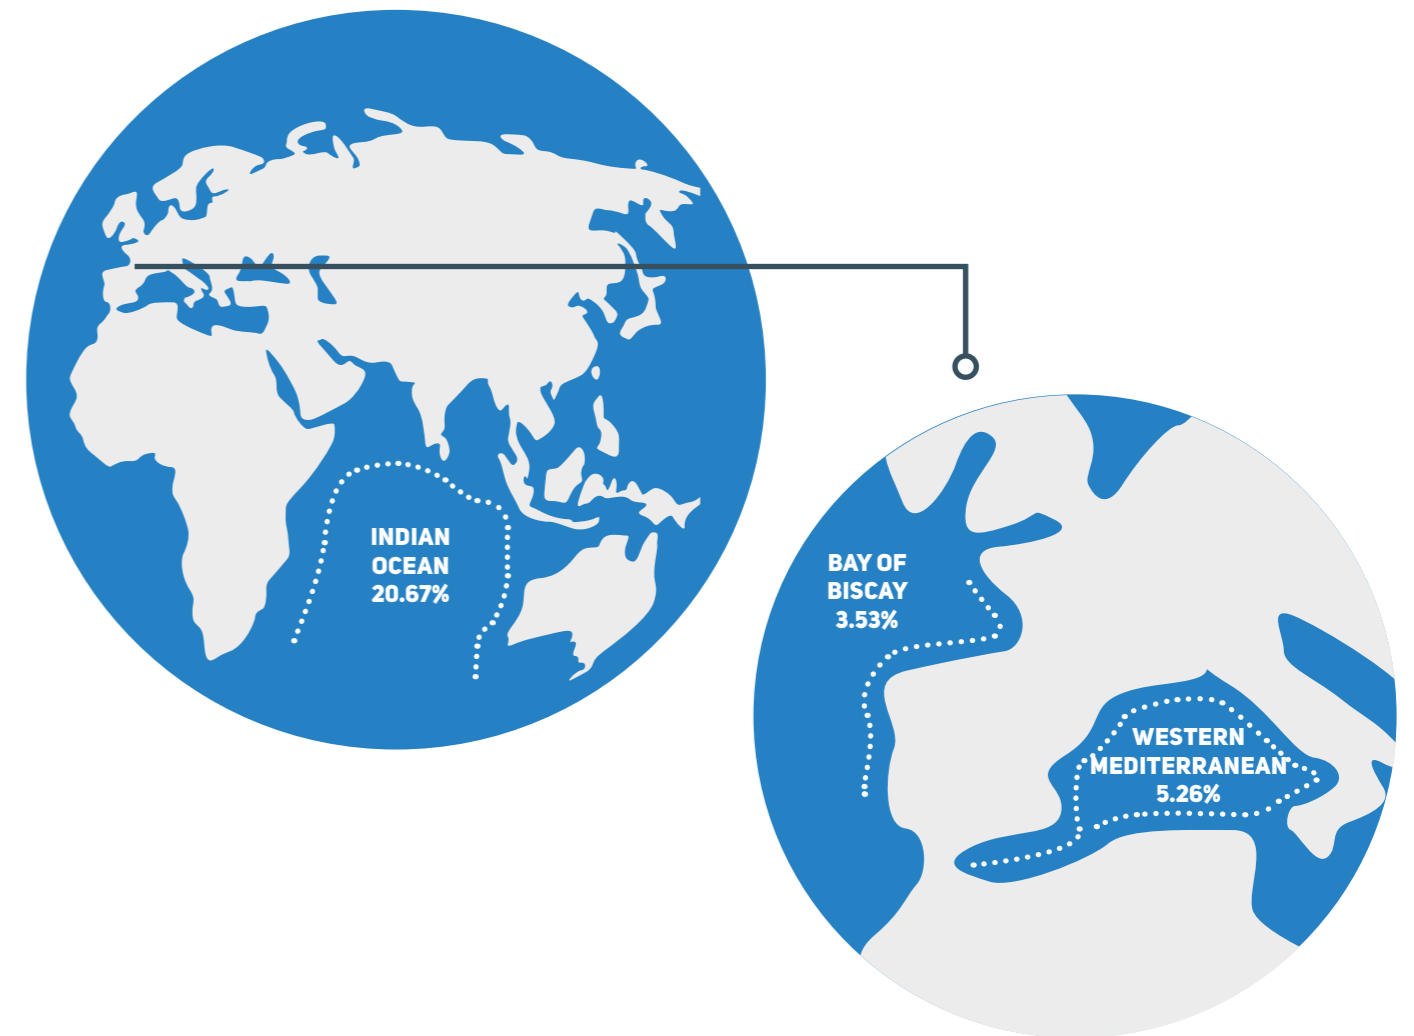 INDIAN
OCEAN
20.67%
BAY OF
BISCAY
3.53%
WESTERN
MEDITERRANEAN
5.26%